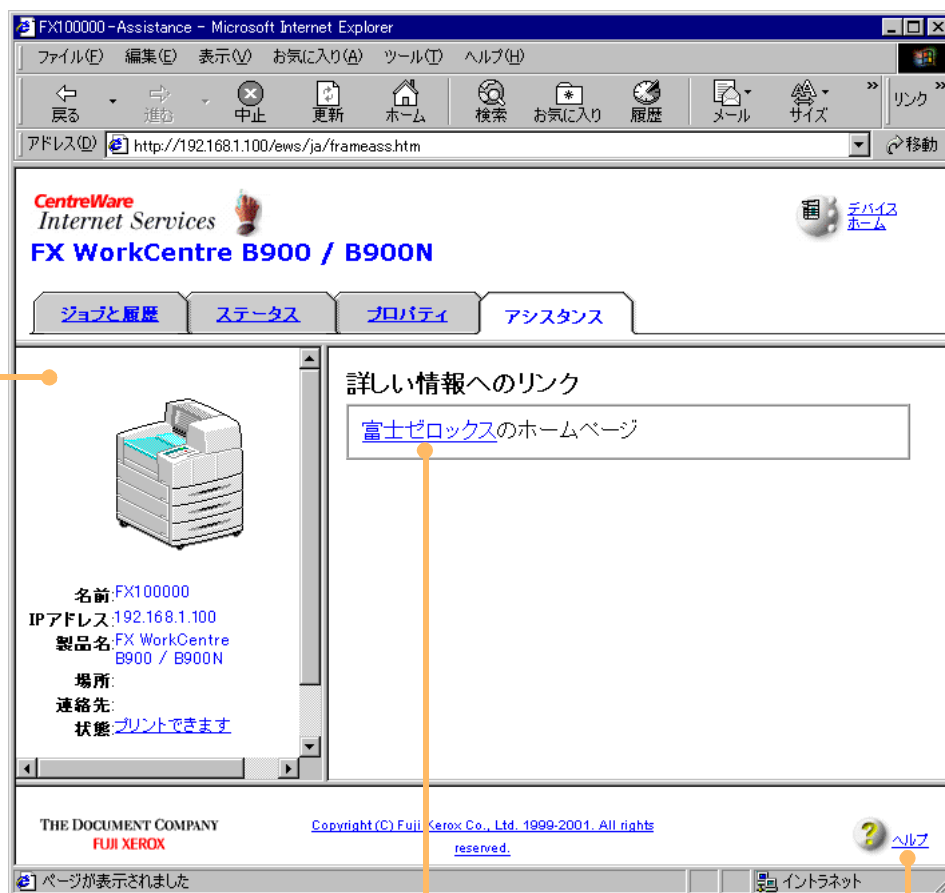 FX100000-Assistance - Microsoft Internet Explorer
ファイル(F) 編集(E) 表示(V) お気に入り(A) ツール(T) ヘルプ(H)
戻る 進む 中止 更新 ホーム 検索 お気に入り 履歴 メール サイズ » リンク »
アドレス(D) http://192.168.1.100/ews/ja/frameass.htm 移動
CentreWare
Internet Services
デバイス
ホーム
FX WorkCentre B900 / B900N
ジョブと履歴 ステータス プロパティ アシスタンス
詳しい情報へのリンク
富士ゼロックスのホームページ
名前:FX100000
IPアドレス:192.168.1.100
製品名:FX WorkCentre
B900 / B900N
場所:
連絡先:
状態:プリントできます
THE DOCUMENT COMPANY
FUJI XEROX
Copyright (C) Fuji Xerox Co., Ltd. 1999-2001. All rights
reserved.
ヘルプ
ページが表示されました イントラネット